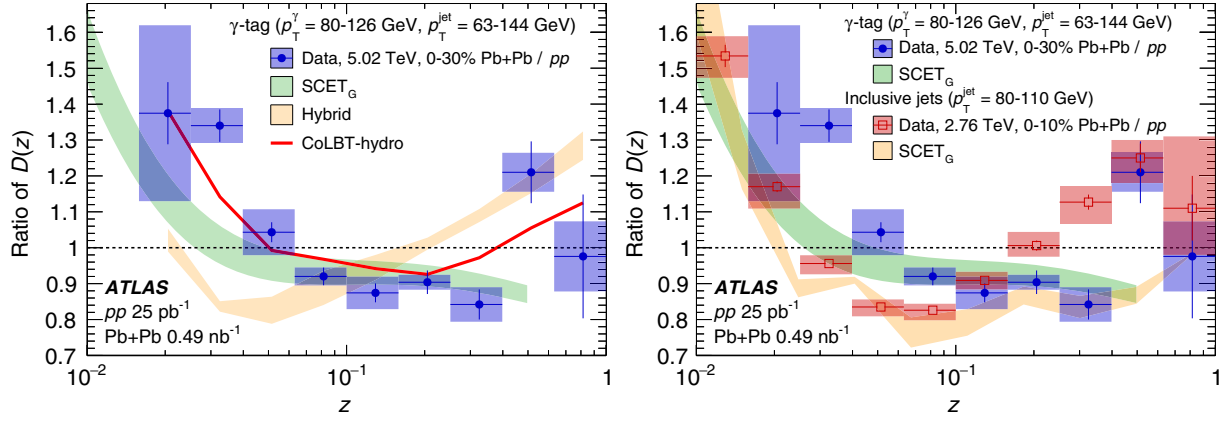 γ-tag (p_T^γ = 80-126 GeV, p_T^jet = 63-144 GeV)
Data, 5.02 TeV, 0-30% Pb+Pb / pp
SCET_G
Hybrid
CoLBT-hydro
Ratio of D(z)
1.6
1.5
1.4
1.3
1.2
1.1
1
0.9
0.8
0.7
ATLAS
pp 25 pb⁻¹
Pb+Pb 0.49 nb⁻¹
10⁻²
10⁻¹
1
z
γ-tag (p_T^γ = 80-126 GeV, p_T^jet = 63-144 GeV)
Data, 5.02 TeV, 0-30% Pb+Pb / pp
SCET_G
Inclusive jets (p_T^jet = 80-110 GeV)
Data, 2.76 TeV, 0-10% Pb+Pb / pp
SCET_G
Ratio of D(z)
1.6
1.5
1.4
1.3
1.2
1.1
1
0.9
0.8
0.7
ATLAS
pp 25 pb⁻¹
Pb+Pb 0.49 nb⁻¹
10⁻²
10⁻¹
1
z